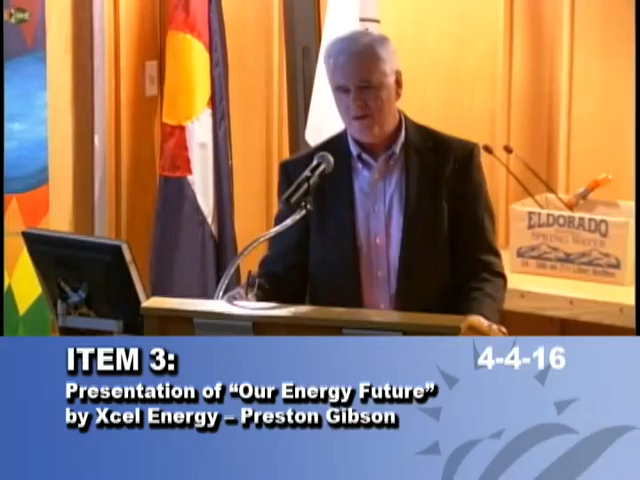 ELDORADO
SPRING WATER
ITEM 3:
4-4-16
Presentation of “Our Energy Future”
by Xcel Energy – Preston Gibson